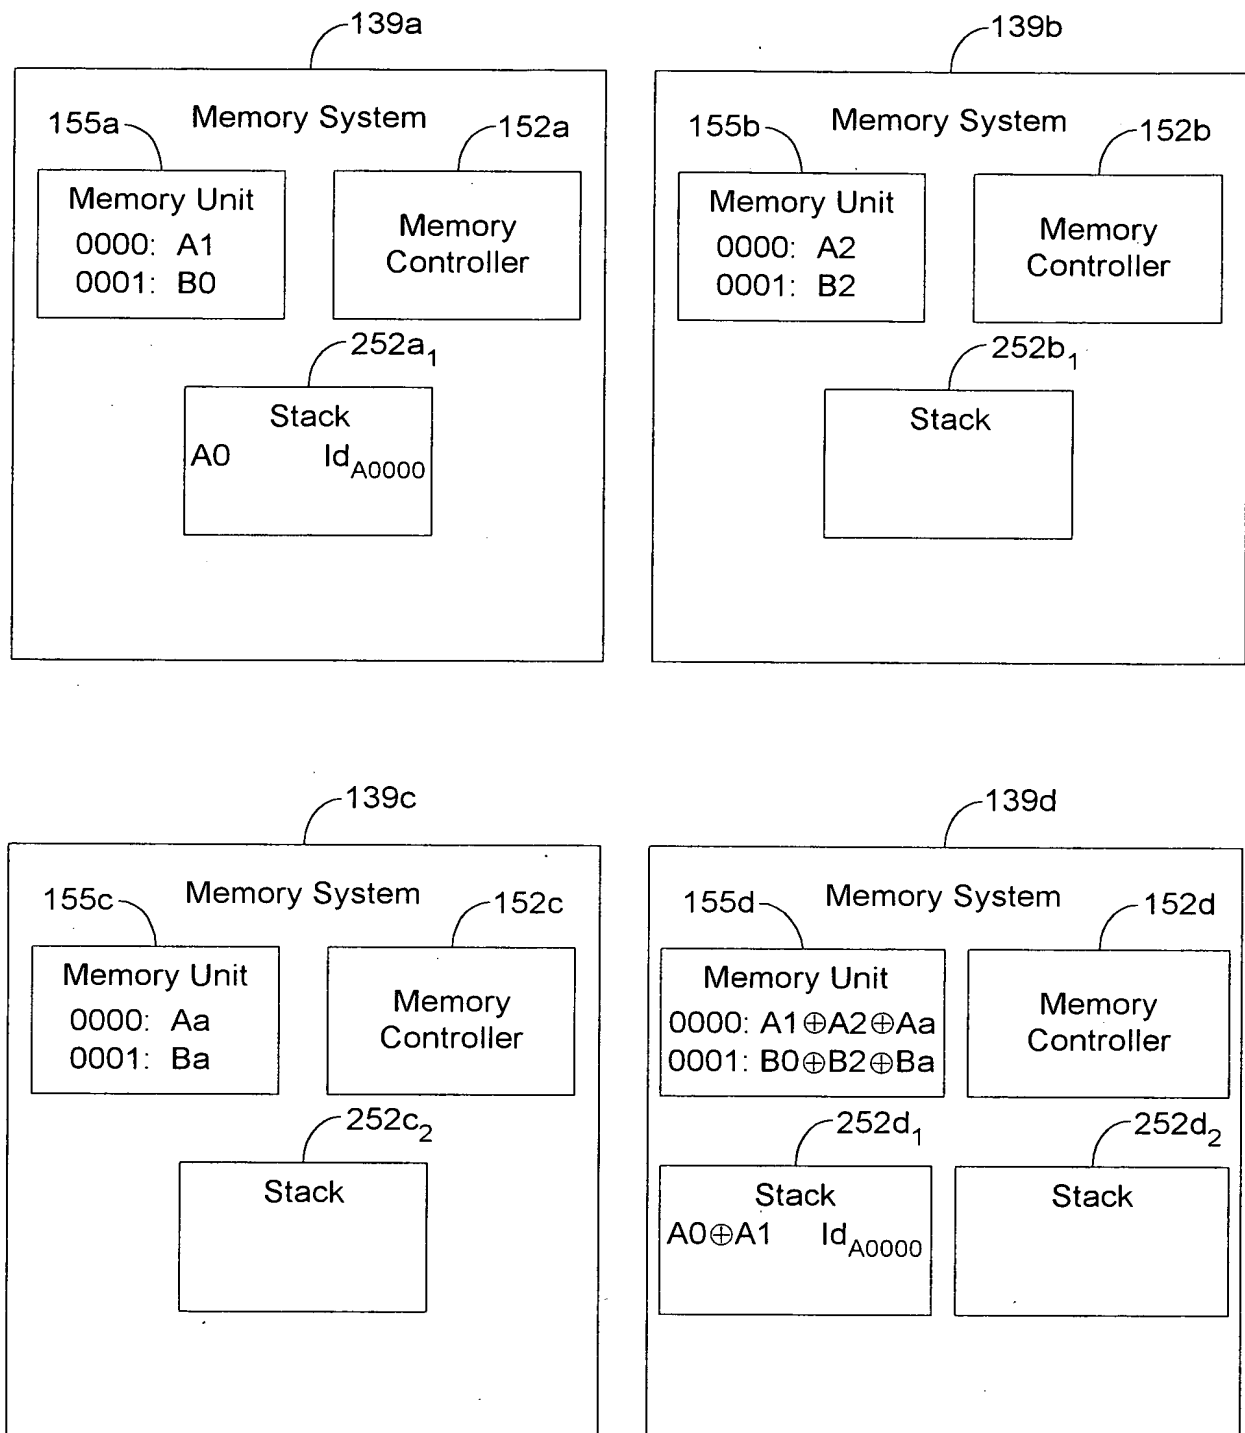 139a
Memory System
155a
152a
Memory Unit
0000: A1
0001: B0
Memory
Controller
252a1
Stack
A0 IdA0000
139b
Memory System
155b
152b
Memory Unit
0000: A2
0001: B2
Memory
Controller
252b1
Stack
139c
Memory System
155c
152c
Memory Unit
0000: Aa
0001: Ba
Memory
Controller
252c2
Stack
139d
Memory System
155d
152d
Memory Unit
0000: A1⊕A2⊕Aa
0001: B0⊕B2⊕Ba
Memory
Controller
252d1
Stack
A0⊕A1 IdA0000
252d2
Stack